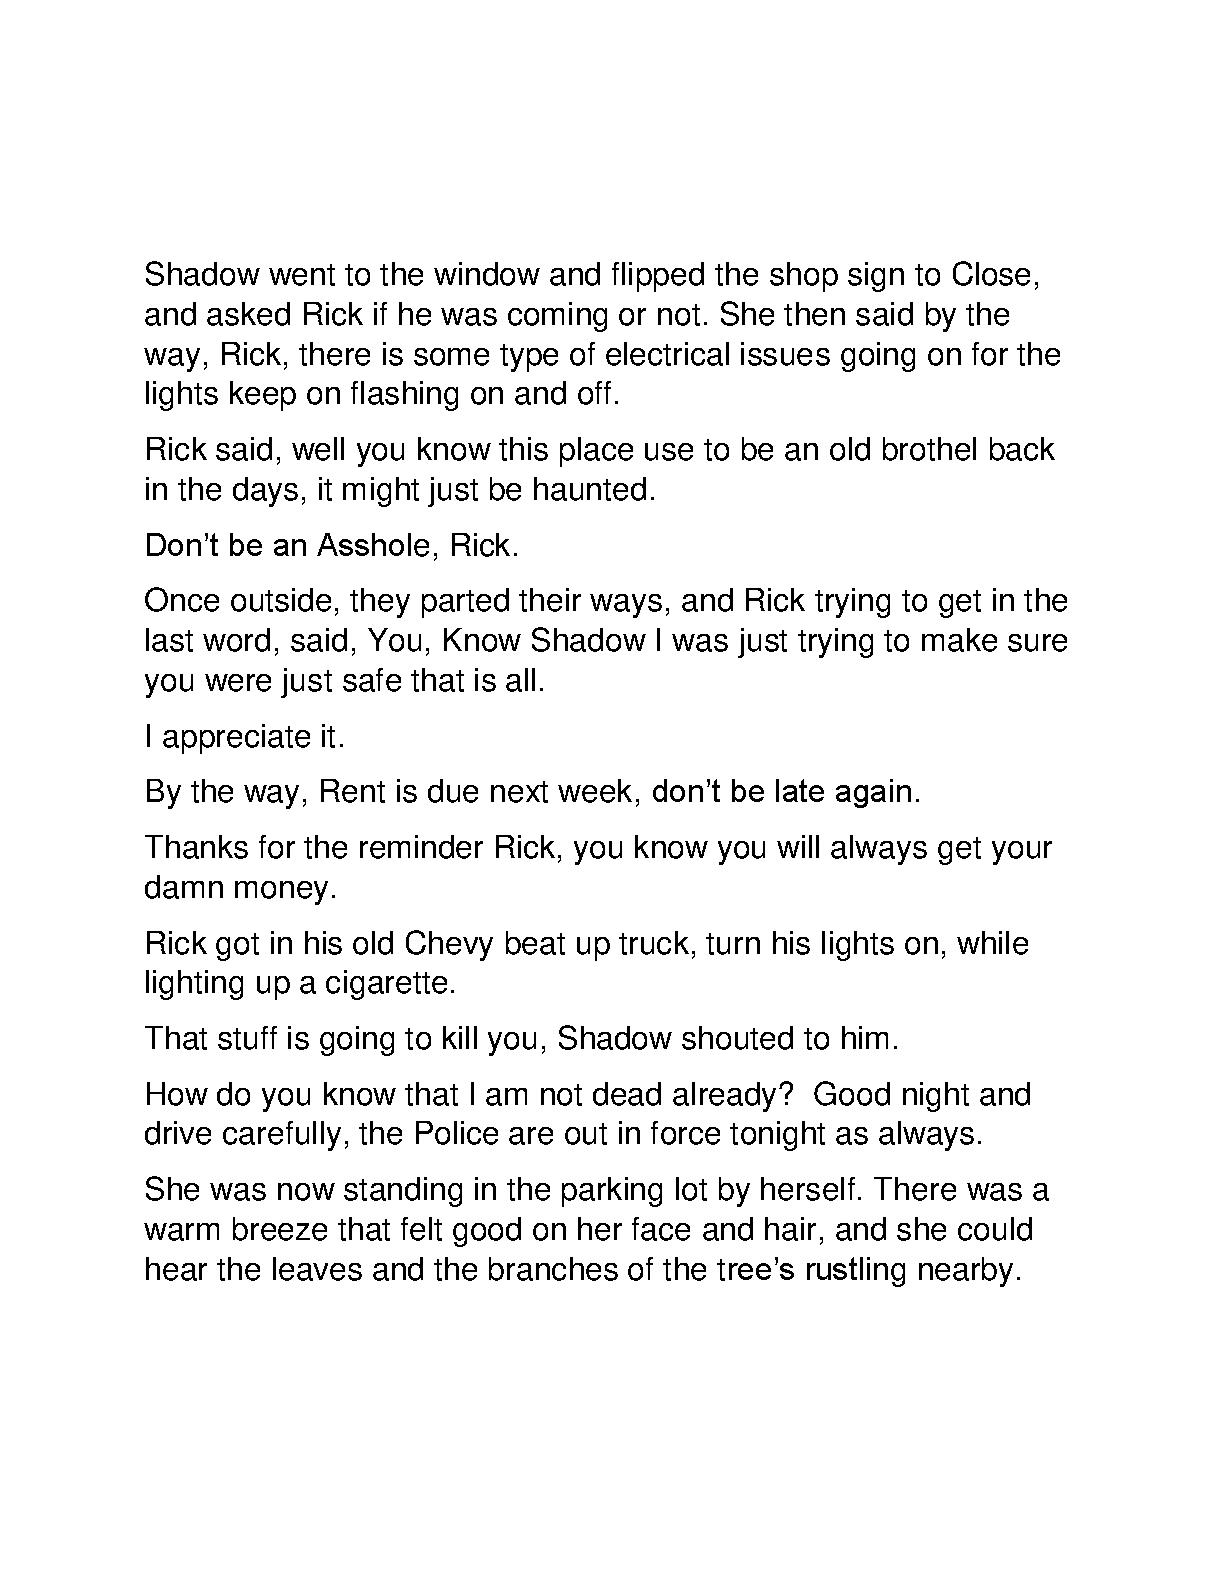 Shadow went to the window and flipped the shop sign to Close,
and asked Rick if he was coming or not. She then said by the
way, Rick, there is some type of electrical issues going on for the
lights keep on flashing on and off.
Rick said, well you know this place use to be an old brothel back
in the days, it might just be haunted.
Don’t be an Asshole, Rick.
Once outside, they parted their ways, and Rick trying to get in the
last word, said, You, Know Shadow I was just trying to make sure
you were just safe that is all.
I appreciate it.
By the way, Rent is due next week, don’t be late again.
Thanks for the reminder Rick, you know you will always get your
damn money.
Rick got in his old Chevy beat up truck, turn his lights on, while
lighting up a cigarette.
That stuff is going to kill you, Shadow shouted to him.
How do you know that I am not dead already?  Good night and
drive carefully, the Police are out in force tonight as always.
She was now standing in the parking lot by herself. There was a
warm breeze that felt good on her face and hair, and she could
hear the leaves and the branches of the tree’s rustling nearby.